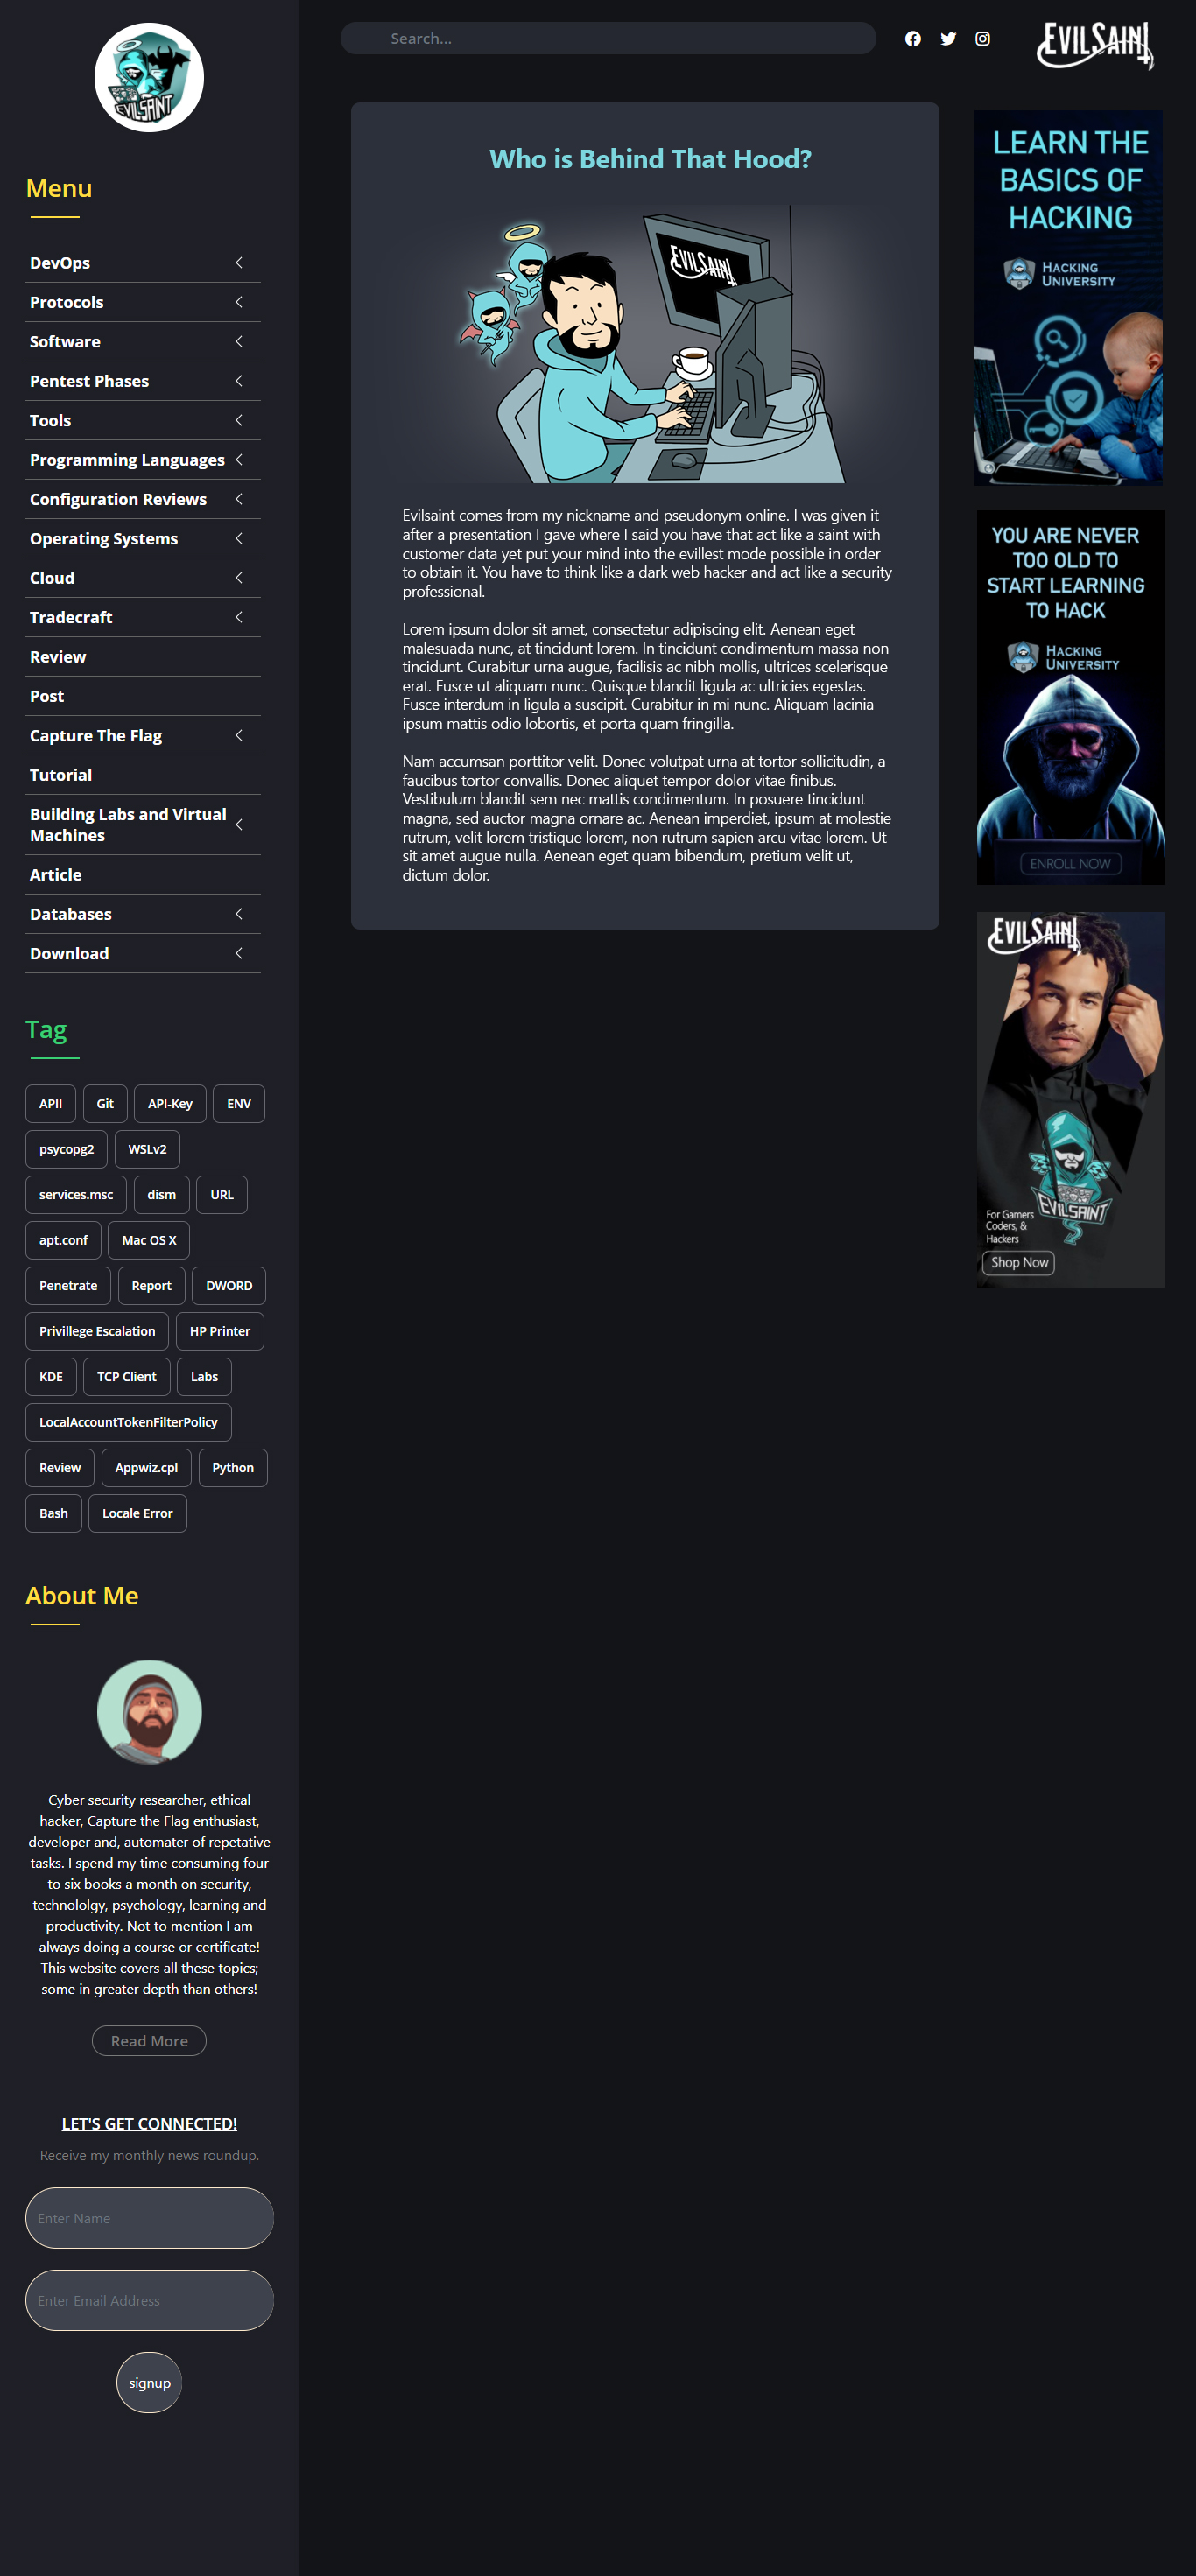 EVILSAINT
Search...
EVILSAINT
Menu
DevOps
Protocols
Software
Pentest Phases
Tools
Programming Languages
Configuration Reviews
Operating Systems
Cloud
Tradecraft
Review
Post
Capture The Flag
Tutorial
Building Labs and Virtual
Machines
Article
Databases
Download
Tag
APII Git API-Key ENV
psycopg2 WSLv2
services.msc dism URL
apt.conf Mac OS X
Penetrate Report DWORD
Privillege Escalation HP Printer
KDE TCP Client Labs
LocalAccountTokenFilterPolicy
Review Appwiz.cpl Python
Bash Locale Error
About Me
Cyber security researcher, ethical
hacker, Capture the Flag enthusiast,
developer and, automater of repetative
tasks. I spend my time consuming four
to six books a month on security,
technololgy, psychology, learning and
productivity. Not to mention I am
always doing a course or certificate!
This website covers all these topics;
some in greater depth than others!
Read More
LET'S GET CONNECTED!
Receive my monthly news roundup.
Enter Name
Enter Email Address
signup
Who is Behind That Hood?
EVILSAINT
Evilsaint comes from my nickname and pseudonym online. I was given it
after a presentation I gave where I said you have that act like a saint with
customer data yet put your mind into the evillest mode possible in order
to obtain it. You have to think like a dark web hacker and act like a security
professional.
Lorem ipsum dolor sit amet, consectetur adipiscing elit. Aenean eget
malesuada nunc, at tincidunt lorem. In tincidunt condimentum massa non
tincidunt. Curabitur urna augue, facilisis ac nibh mollis, ultrices scelerisque
erat. Fusce ut aliquam nunc. Quisque blandit ligula ac ultricies egestas.
Fusce interdum in ligula a suscipit. Curabitur in mi nunc. Aliquam lacinia
ipsum mattis odio lobortis, et porta quam fringilla.
Nam accumsan porttitor velit. Donec volutpat urna at tortor sollicitudin, a
faucibus tortor convallis. Donec aliquet tempor dolor vitae finibus.
Vestibulum blandit sem nec mattis condimentum. In posuere tincidunt
magna, sed auctor magna ornare ac. Aenean imperdiet, ipsum at molestie
rutrum, velit lorem tristique lorem, non rutrum sapien arcu vitae lorem. Ut
sit amet augue nulla. Aenean eget quam bibendum, pretium velit ut,
dictum dolor.
LEARN THE
BASICS OF
HACKING
HACKING
UNIVERSITY
YOU ARE NEVER
TOO OLD TO
START LEARNING
TO HACK
HACKING
UNIVERSITY
ENROLL NOW
EVILSAINT
EVILSAINT
For Gamers
Coders, &
Hackers
Shop Now